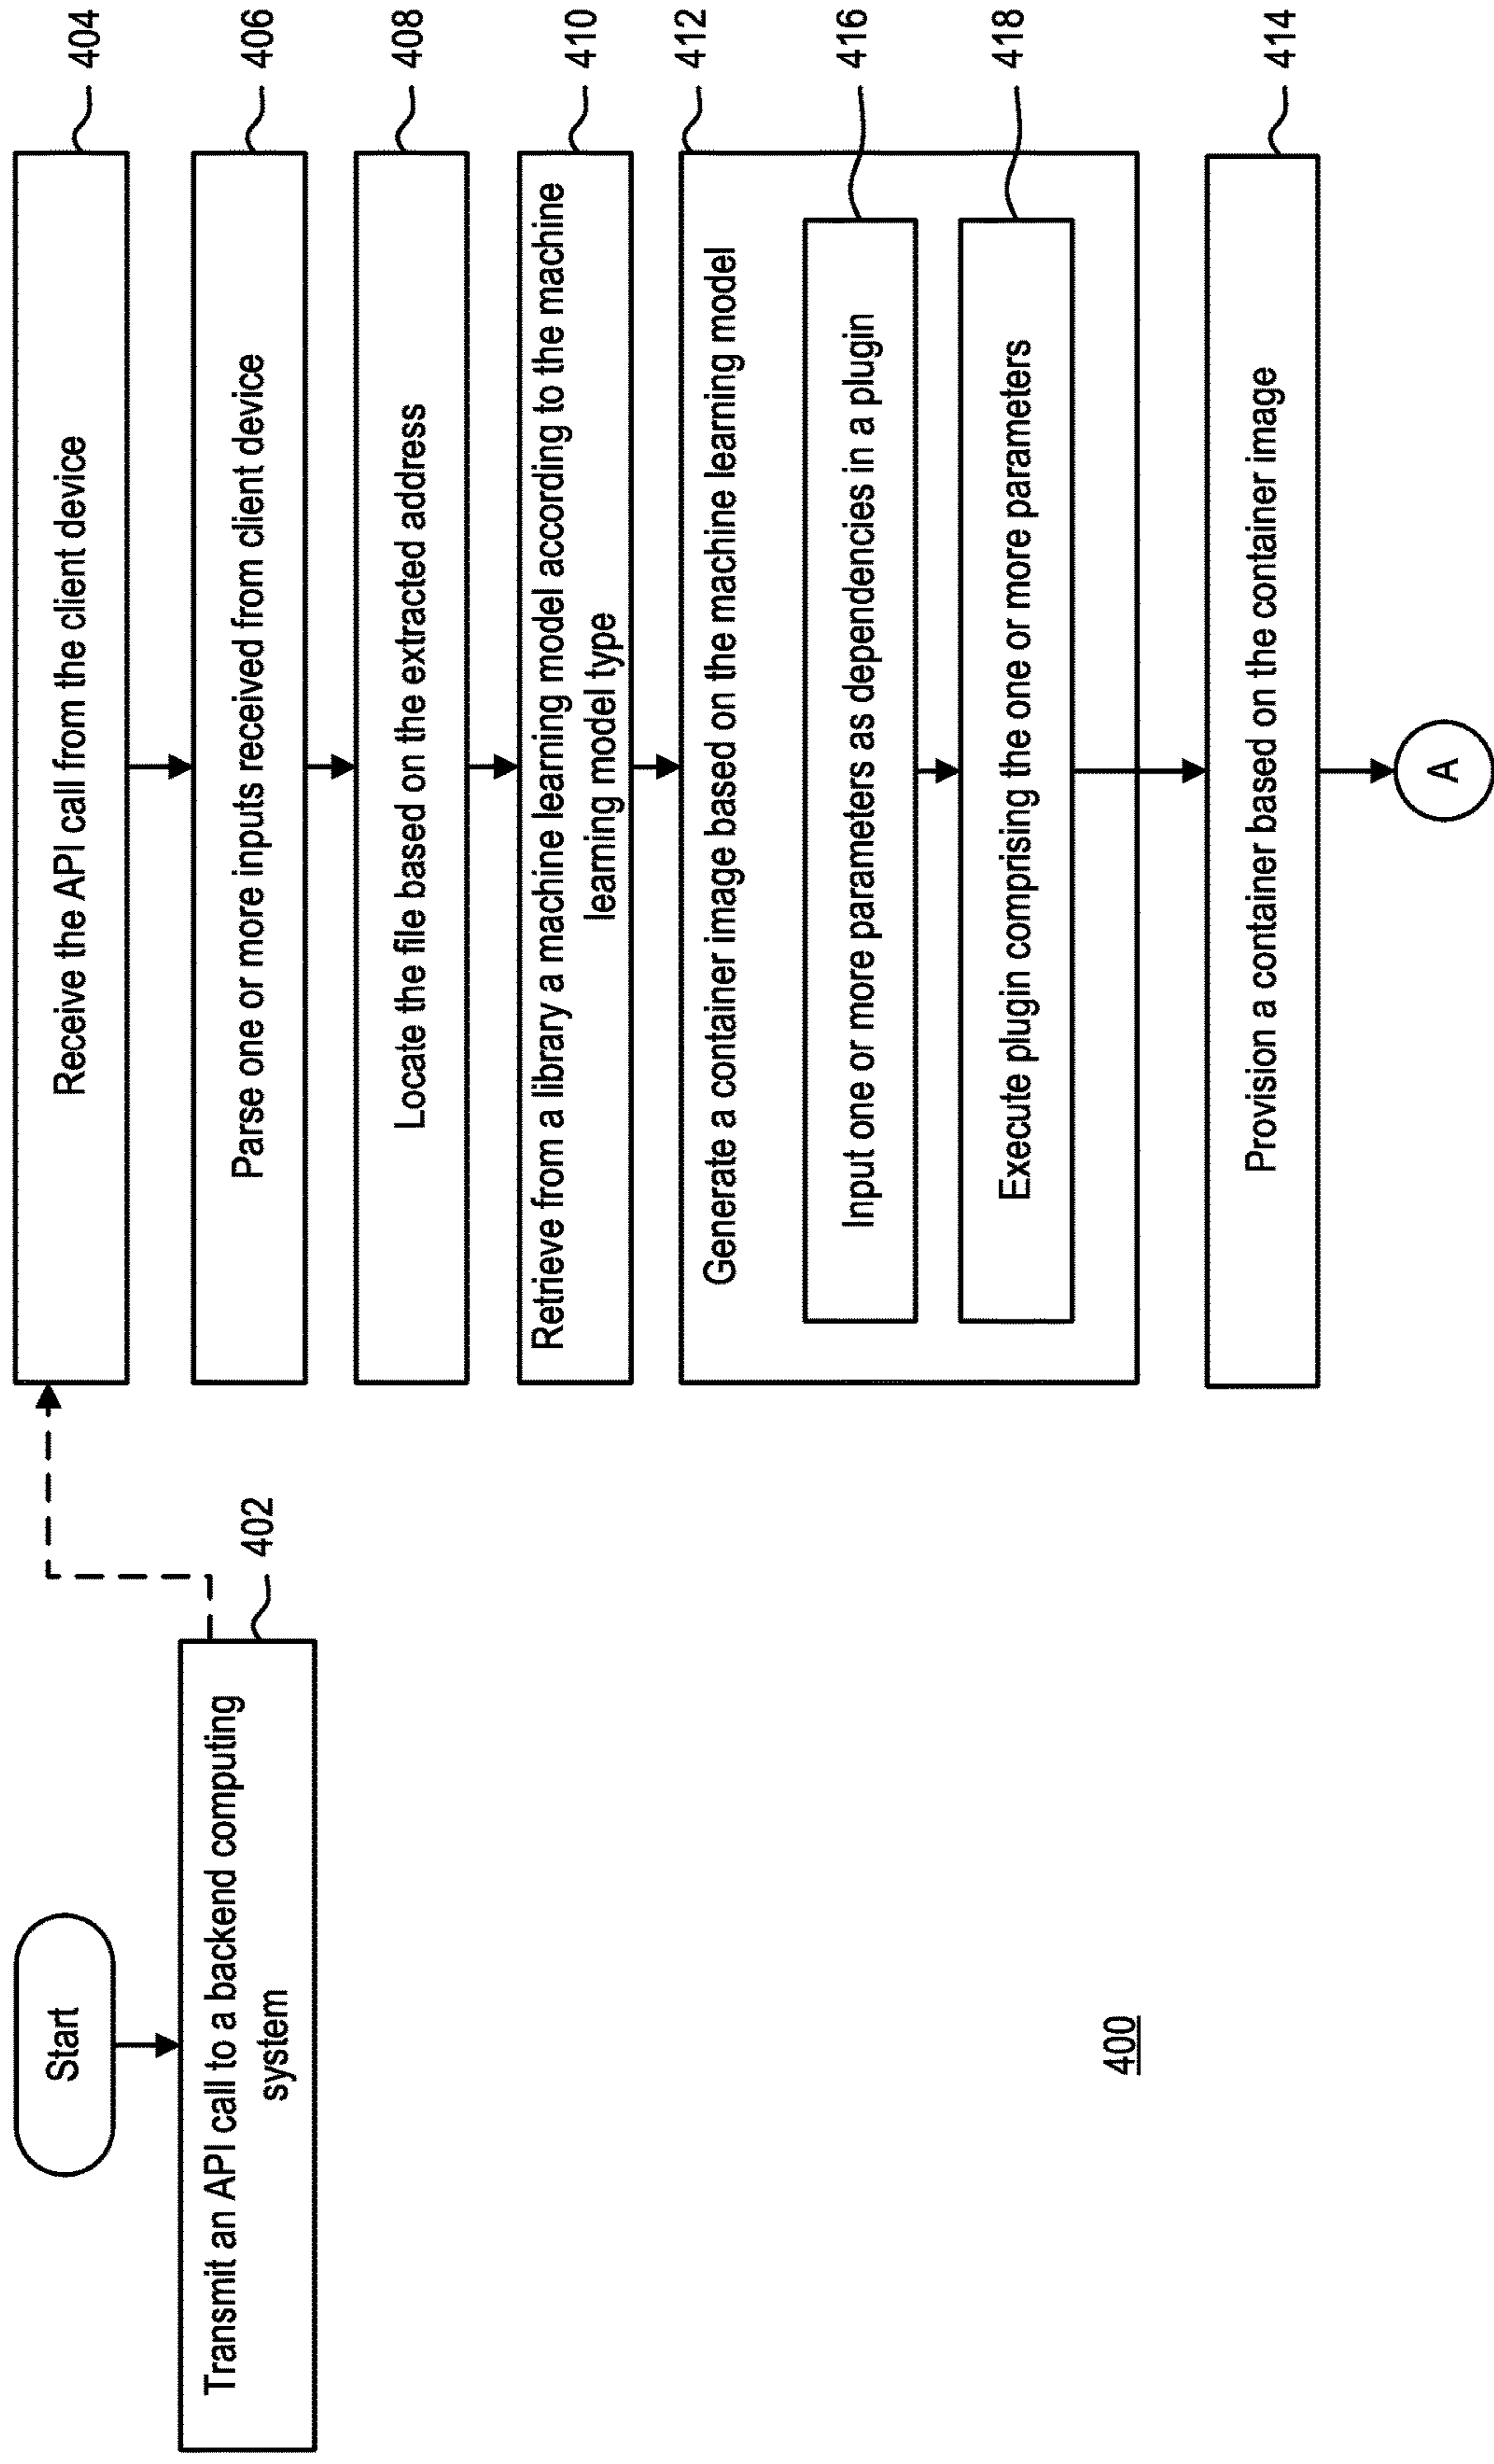 Start
Transmit an API call to a backend computing
system
402
Receive the API call from the client device
404
Parse one or more inputs received from client device
406
Locate the file based on the extracted address
408
Retrieve from a library a machine learning model according to the machine
learning model type
410
Generate a container image based on the machine learning model
412
Input one or more parameters as dependencies in a plugin
416
Execute plugin comprising the one or more parameters
418
Provision a container based on the container image
414
A
400